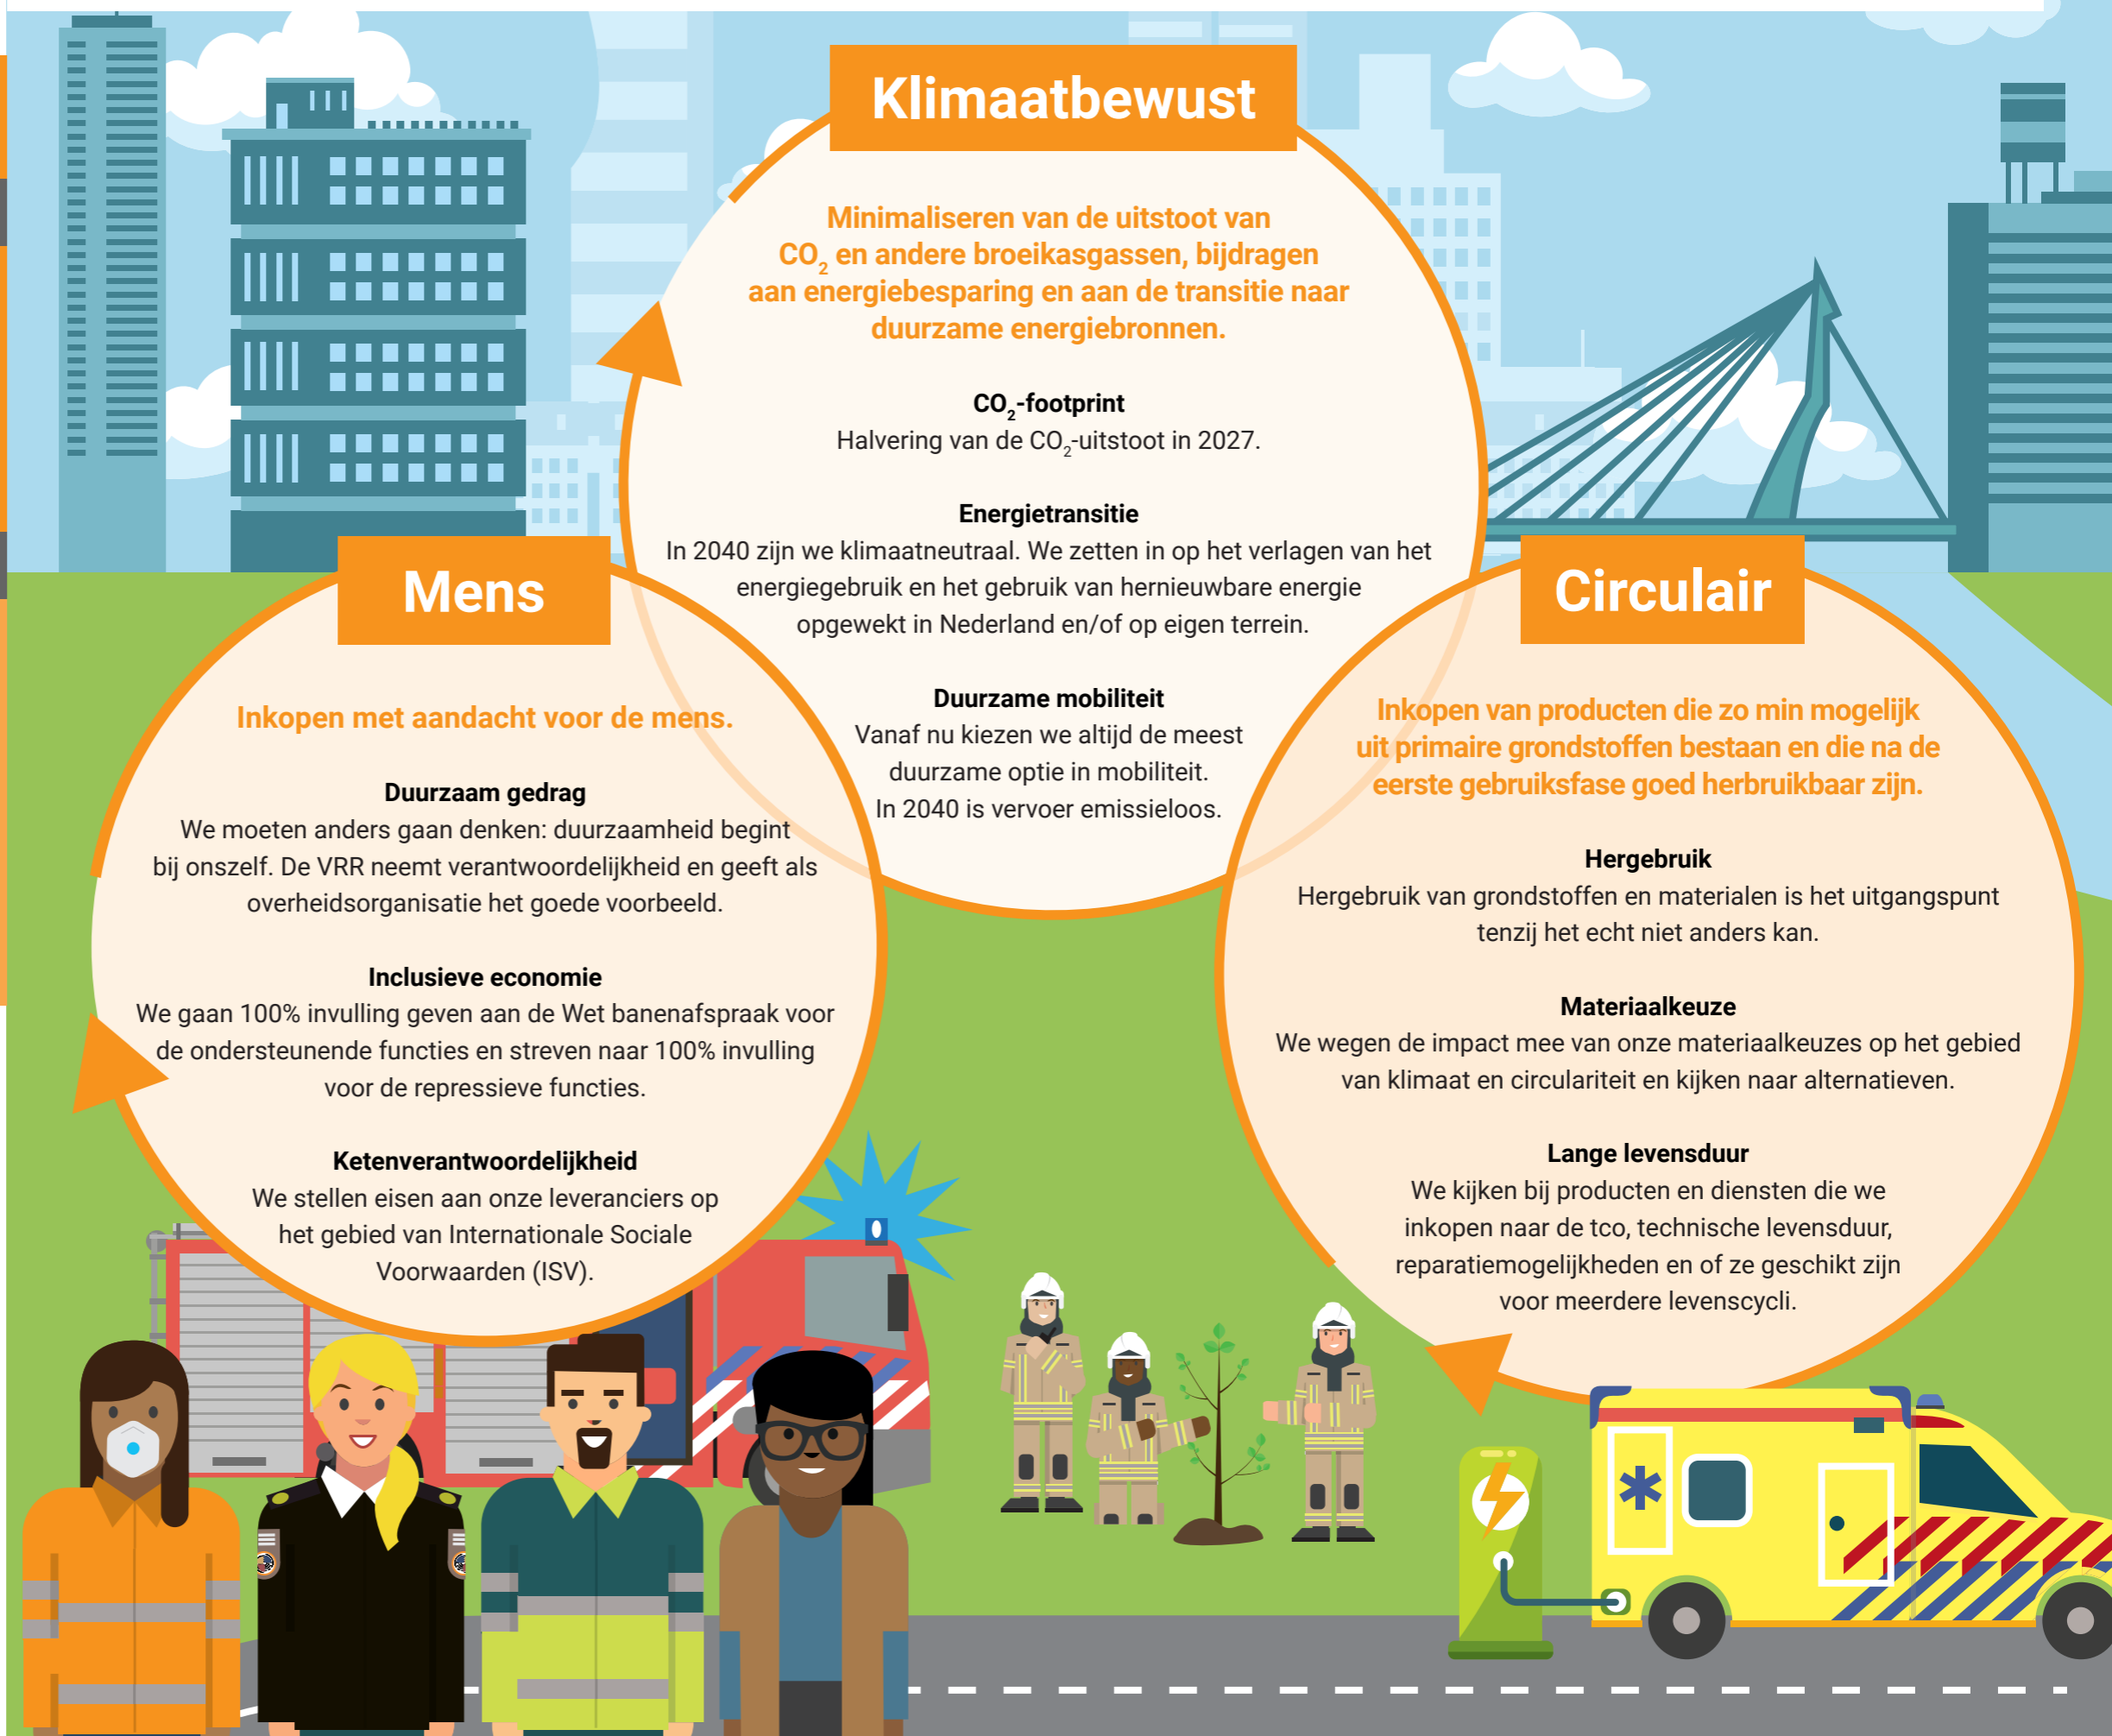 Klimaatbewust
Minimaliseren van de uitstoot van
CO₂ en andere broeikasgassen, bijdragen
aan energiebesparing en aan de transitie naar
duurzame energiebronnen.
CO₂-footprint
Halvering van de CO₂-uitstoot in 2027.
Energietransitie
In 2040 zijn we klimaatneutraal. We zetten in op het verlagen van het
energiegebruik en het gebruik van hernieuwbare energie
opgewekt in Nederland en/of op eigen terrein.
Duurzame mobiliteit
Vanaf nu kiezen we altijd de meest
duurzame optie in mobiliteit.
In 2040 is vervoer emissieloos.
Mens
Inkopen met aandacht voor de mens.
Duurzaam gedrag
We moeten anders gaan denken: duurzaamheid begint
bij onszelf. De VRR neemt verantwoordelijkheid en geeft als
overheidsorganisatie het goede voorbeeld.
Inclusieve economie
We gaan 100% invulling geven aan de Wet banenafspraak voor
de ondersteunende functies en streven naar 100% invulling
voor de repressieve functies.
Ketenverantwoordelijkheid
We stellen eisen aan onze leveranciers op
het gebied van Internationale Sociale
Voorwaarden (ISV).
Circulair
Inkopen van producten die zo min mogelijk
uit primaire grondstoffen bestaan en die na de
eerste gebruiksfase goed herbruikbaar zijn.
Hergebruik
Hergebruik van grondstoffen en materialen is het uitgangspunt
tenzij het echt niet anders kan.
Materiaalkeuze
We wegen de impact mee van onze materiaalkeuzes op het gebied
van klimaat en circulariteit en kijken naar alternatieven.
Lange levensduur
We kijken bij producten en diensten die we
inkopen naar de tco, technische levensduur,
reparatiemogelijkheden en of ze geschikt zijn
voor meerdere levenscycli.